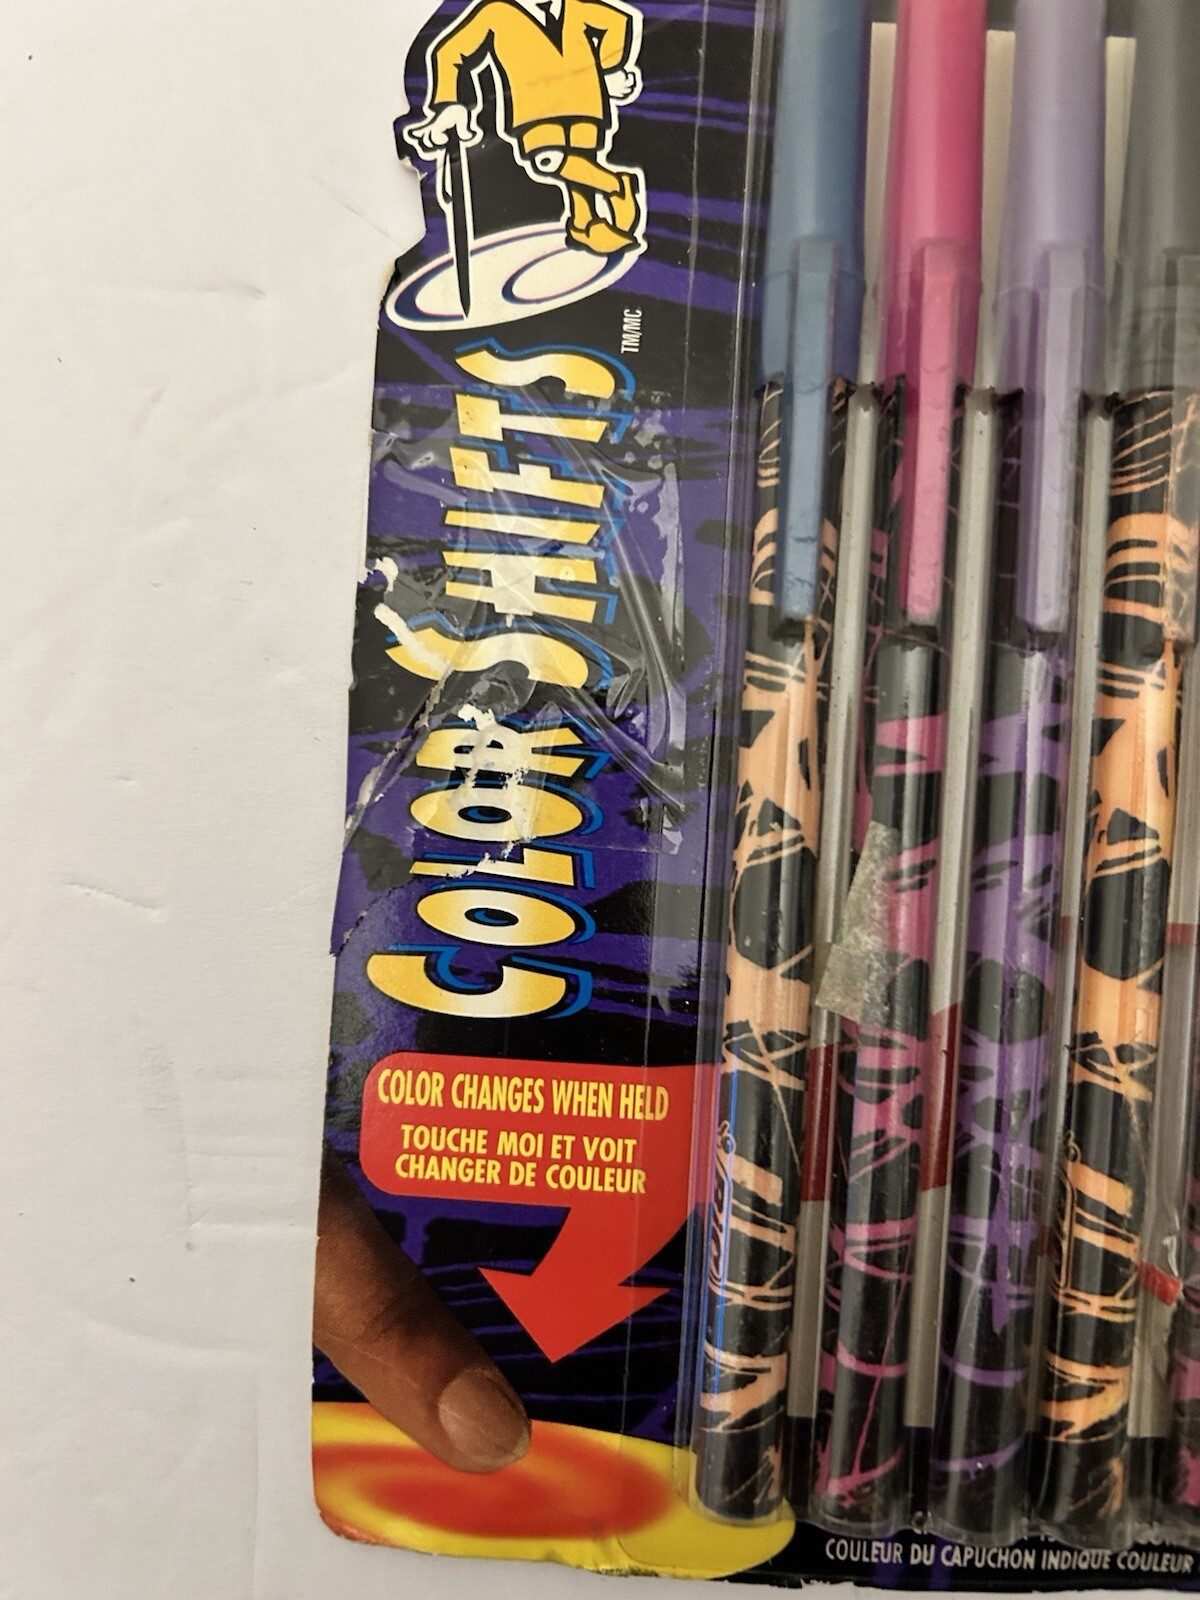 TM/MC
COLOR SHIFTS
COLOR CHANGES WHEN HELD
TOUCHE MOI ET VOIT
CHANGER DE COULEUR
COULEUR DU CAPUCHON INDIQUE COULEUR